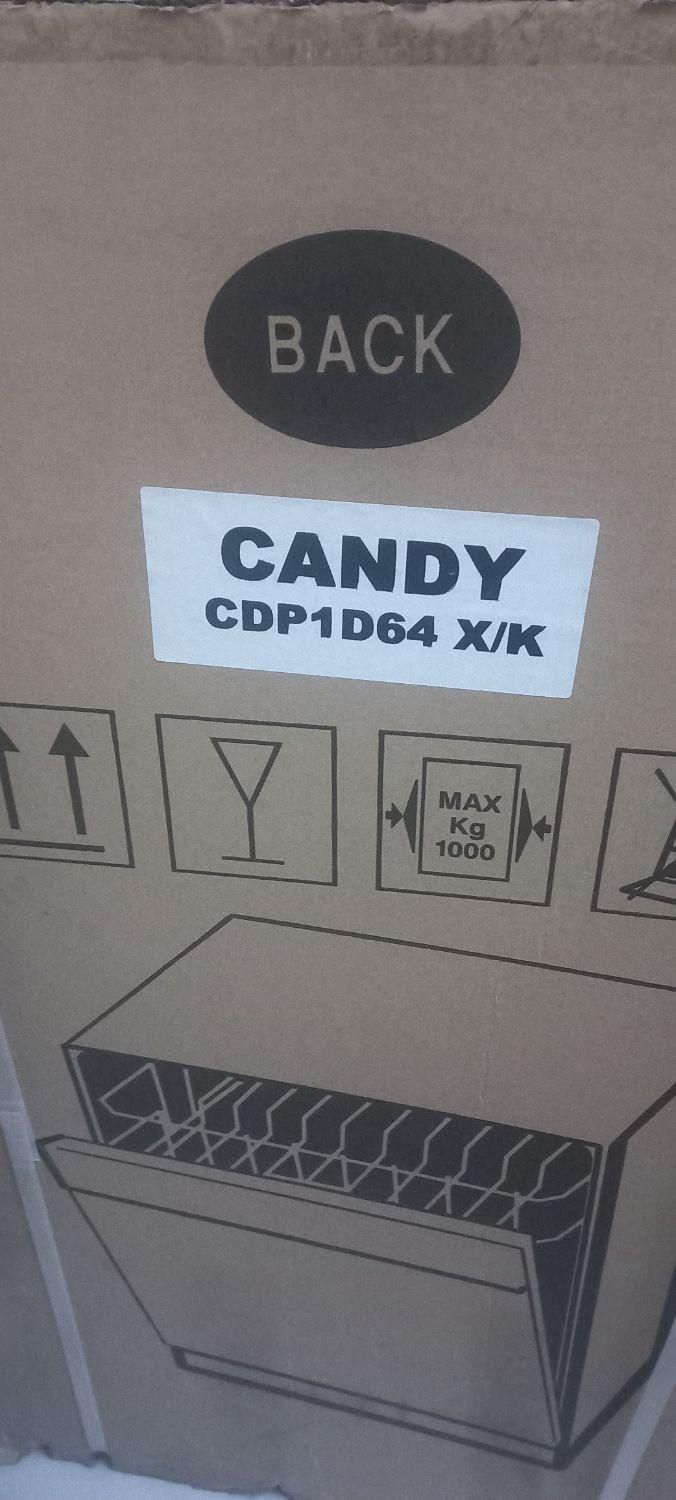 BACK
CANDY
CDP1D64 X/K
MAX
Kg
1000